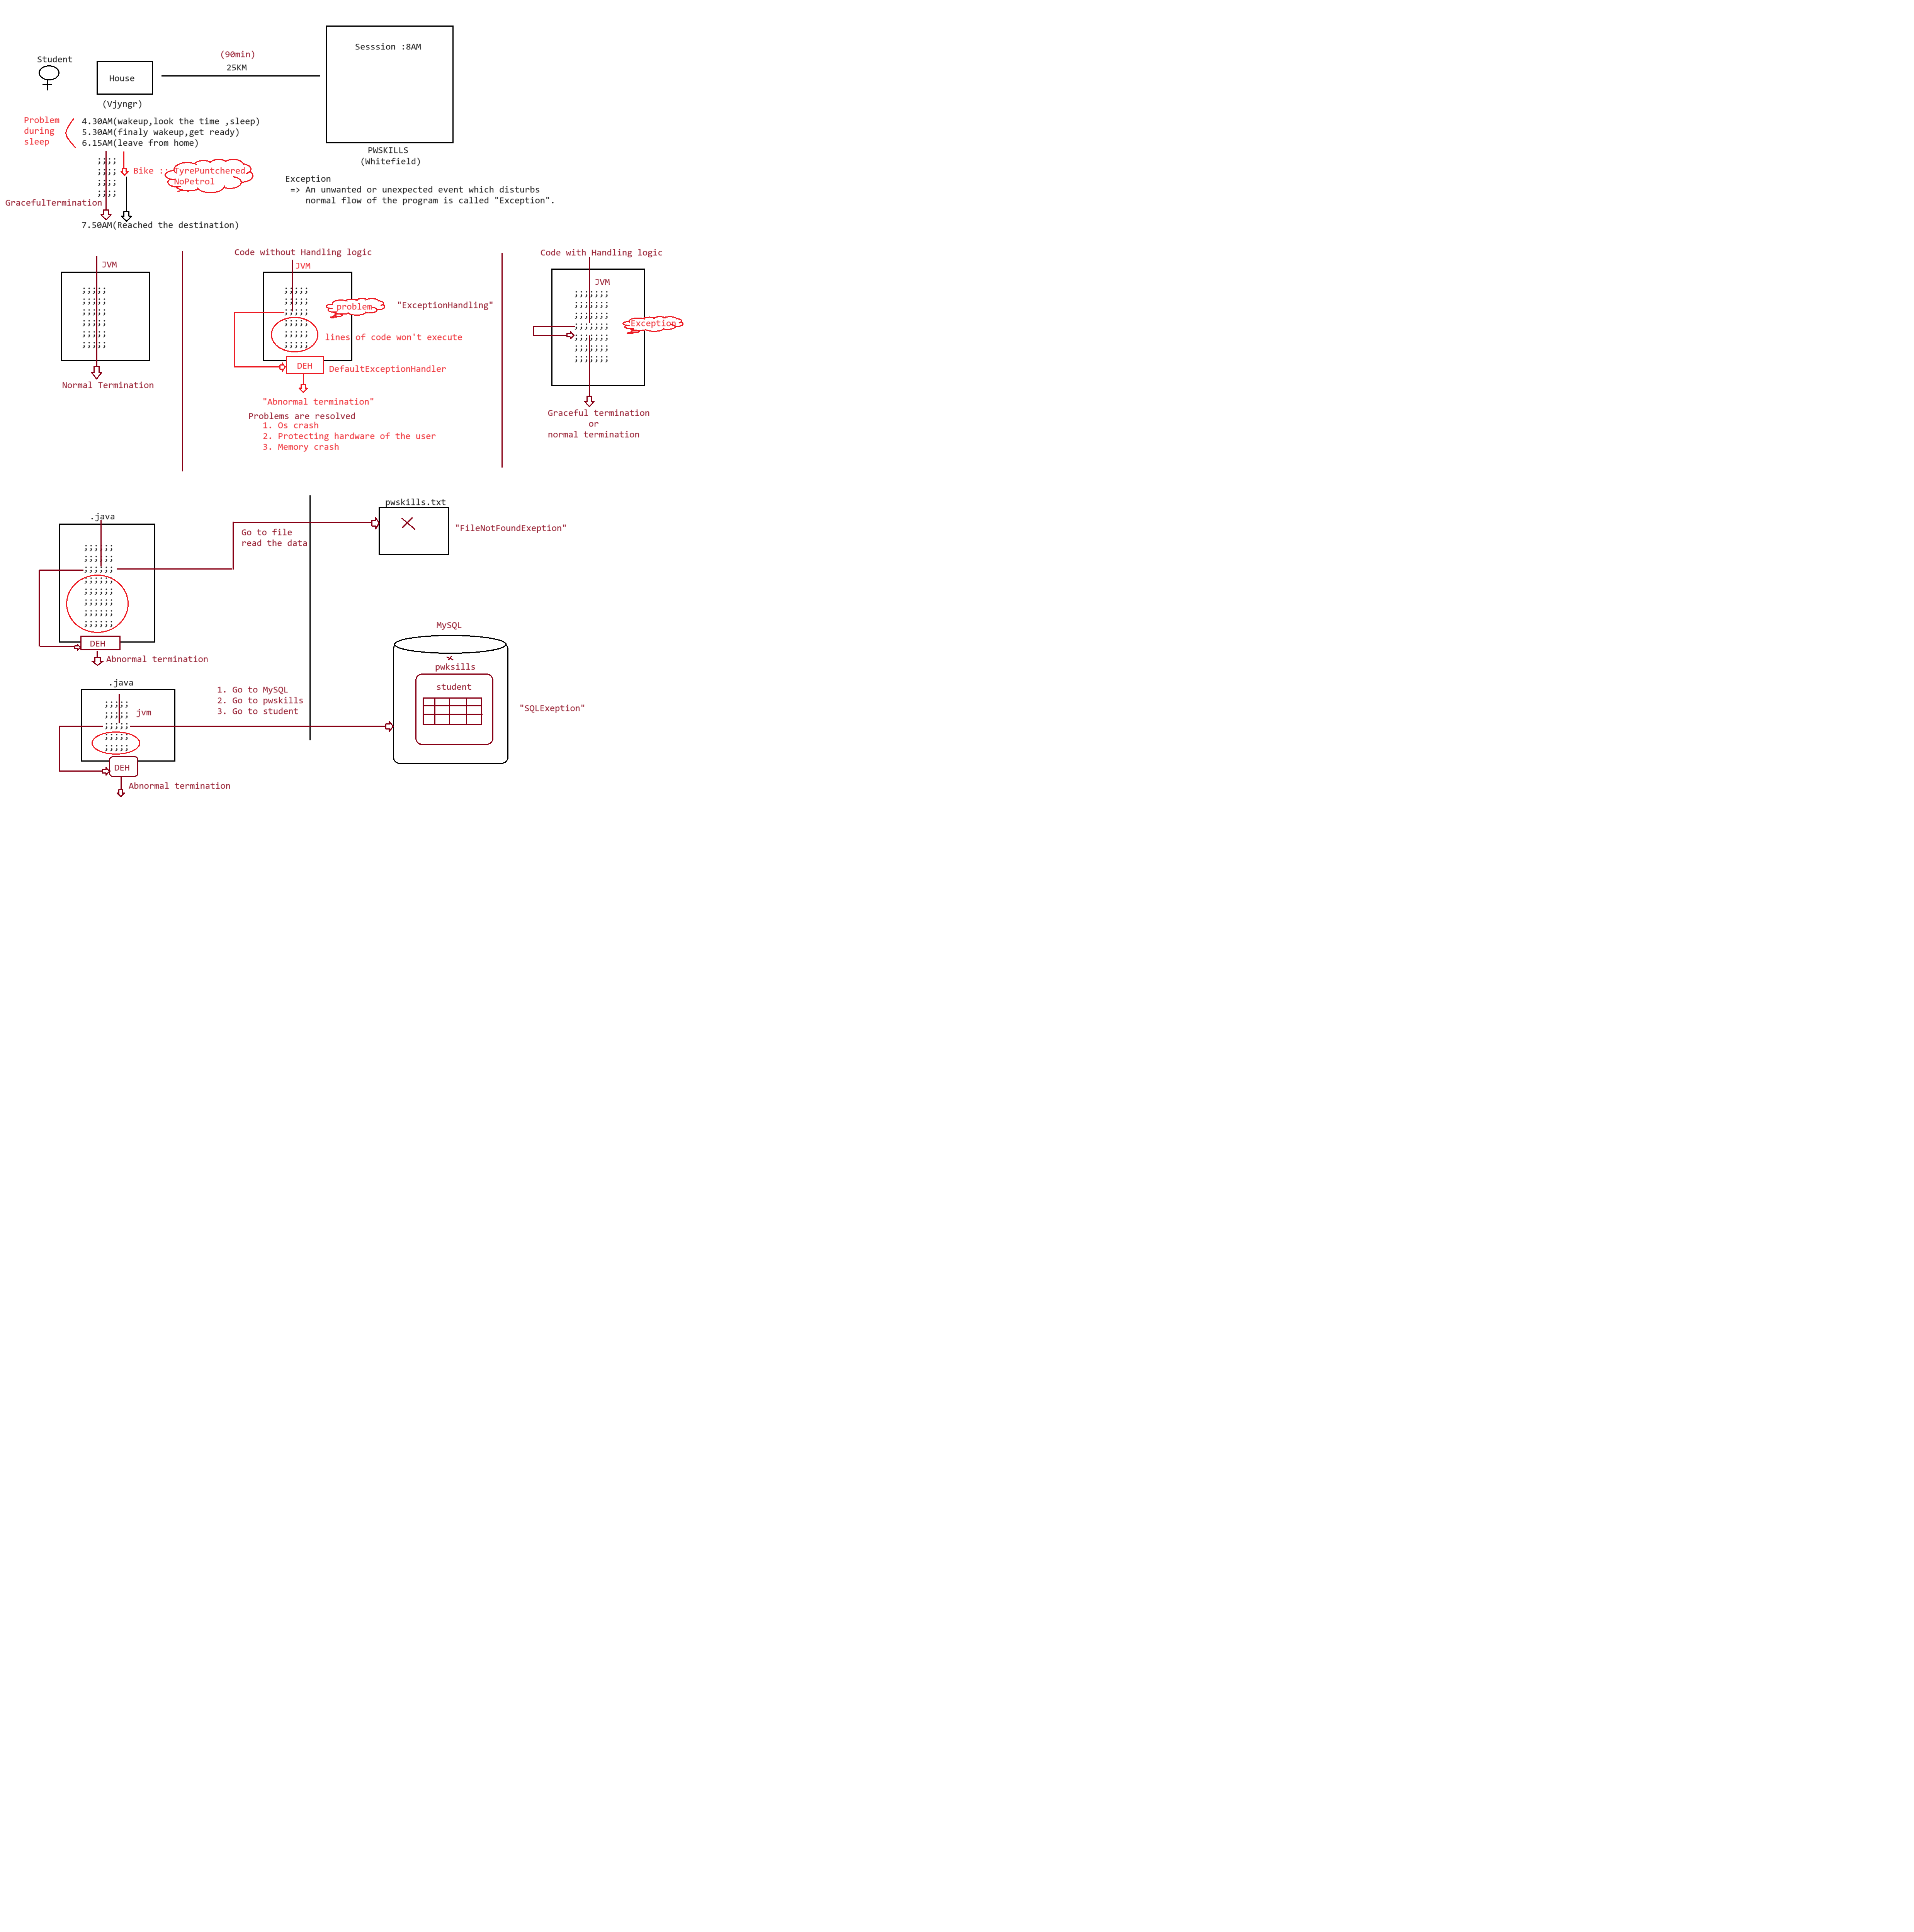 Sesssion :8AM
(90min)
25KM
Student
House
(Vjyngr)
Problem
during
sleep
4.30AM(wakeup,look the time ,sleep)
5.30AM(finaly wakeup,get ready)
6.15AM(leave from home)
PWSKILLS
(Whitefield)
;;;;
;;;;
;;;;
;;;;
Bike :: TyrePuntchered,
NoPetrol
GracefulTermination
7.50AM(Reached the destination)
Exception
=> An unwanted or unexpected event which disturbs
normal flow of the program is called "Exception".
JVM
;;;;;
;;;;;
;;;;;
;;;;;
;;;;;
;;;;;
Normal Termination
Code without Handling logic
JVM
;;;;;
;;;;;
;;;;;
;;;;;
;;;;;
;;;;;
problem
"ExceptionHandling"
lines of code won't execute
DEH
DefaultExceptionHandler
"Abnormal termination"
Problems are resolved
1. Os crash
2. Protecting hardware of the user
3. Memory crash
Code with Handling logic
JVM
;;;;;;;
;;;;;;;
;;;;;;;
;;;;;;;
;;;;;;;
;;;;;;;
;;;;;;;
Exception
Graceful termination
or
normal termination
.java
;;;;;;
;;;;;;
;;;;;;
;;;;;;
;;;;;;
;;;;;;
;;;;;;
;;;;;;
DEH
Abnormal termination
Go to file
read the data
pwskills.txt
"FileNotFoundExeption"
.java
;;;;;
;;;;;
;;;;;
;;;;;
;;;;;
jvm
DEH
Abnormal termination
1. Go to MySQL
2. Go to pwskills
3. Go to student
MySQL
pwksills
student
"SQLExeption"